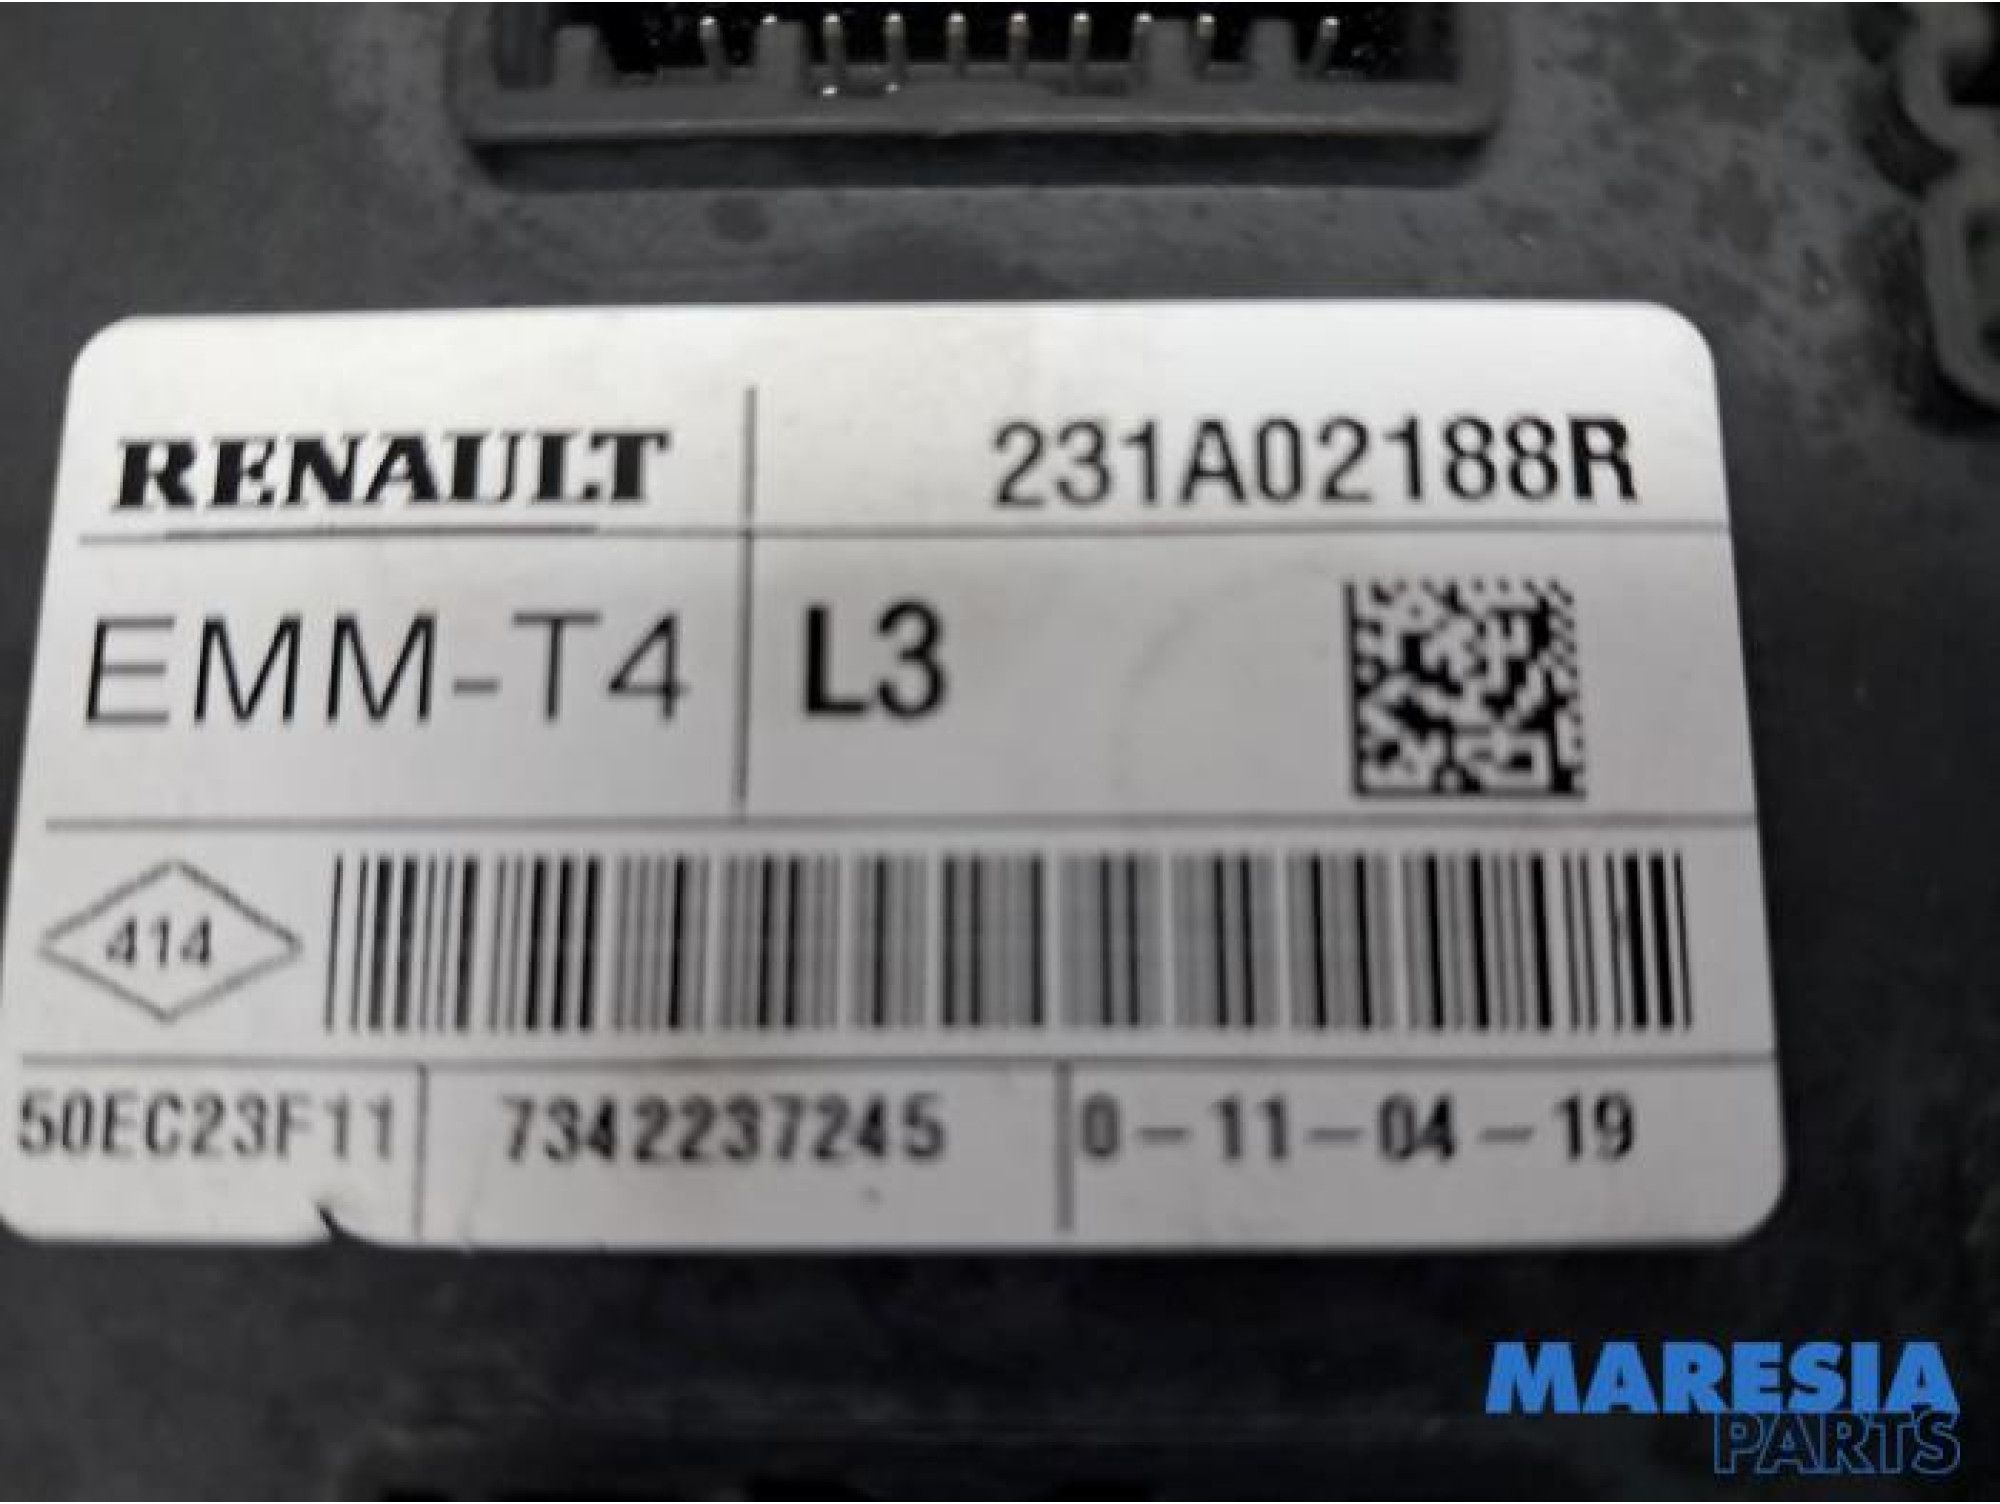 RENAULT 231A02188R
EMM-T4 L3
414
50EC23F11 7342237245 0-11-04-19
MARESIA
PARTS